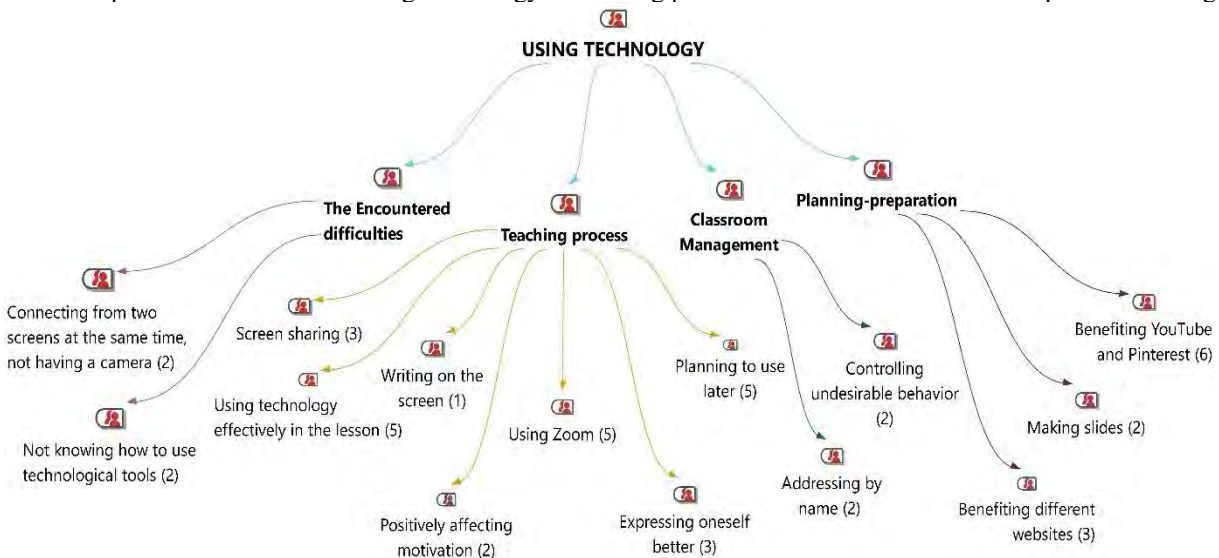 USING TECHNOLOGY
The Encountered
difficulties
Teaching process
Classroom
Management
Planning-preparation
Connecting from two
screens at the same time,
not having a camera (2)
Not knowing how to use
technological tools (2)
Screen sharing (3)
Using technology
effectively in the lesson (5)
Writing on the
screen (1)
Positively affecting
motivation (2)
Using Zoom (5)
Expressing oneself
better (3)
Planning to use
later (5)
Controlling
undesirable behavior
(2)
Addressing by
name (2)
Benefiting YouTube
and Pinterest (6)
Making slides (2)
Benefiting different
websites (3)